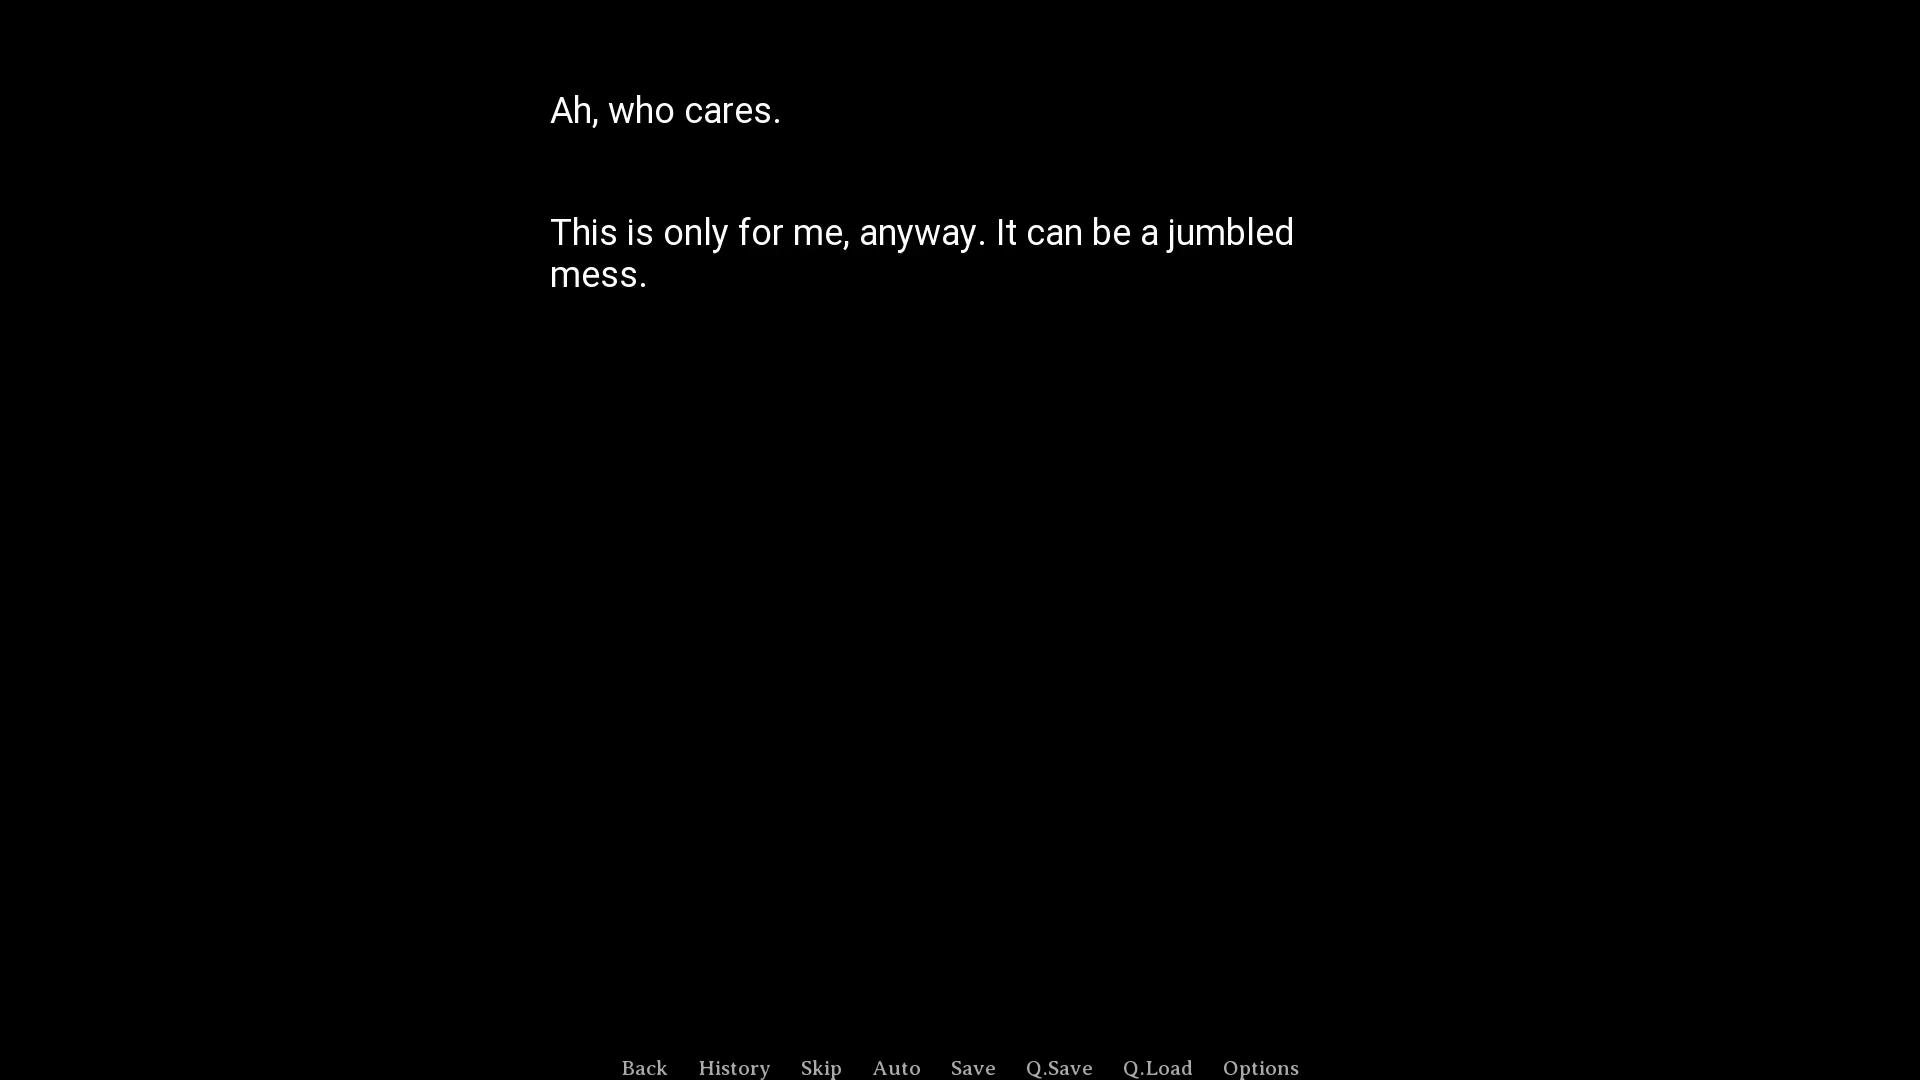 Ah, who cares.
This is only for me, anyway. It can be a jumbled
mess.
Back History Skip Auto Save Q.Save Q.Load Options